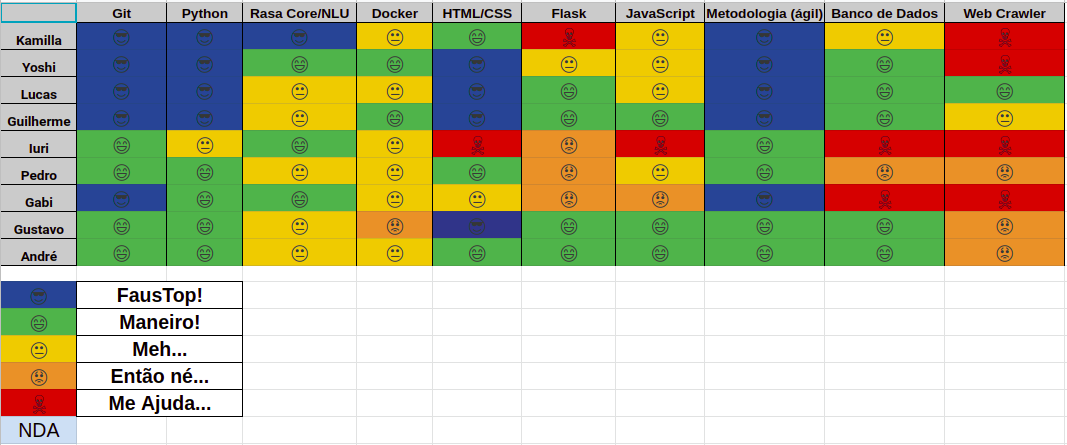 Git Python Rasa Core/NLU Docker HTML/CSS Flask JavaScript Metodologia (ágil) Banco de Dados Web Crawler
Kamilla
Yoshi
Lucas
Guilherme
Iuri
Pedro
Gabi
Gustavo
André
FausTop!
Maneiro!
Meh...
Então né...
Me Ajuda...
NDA